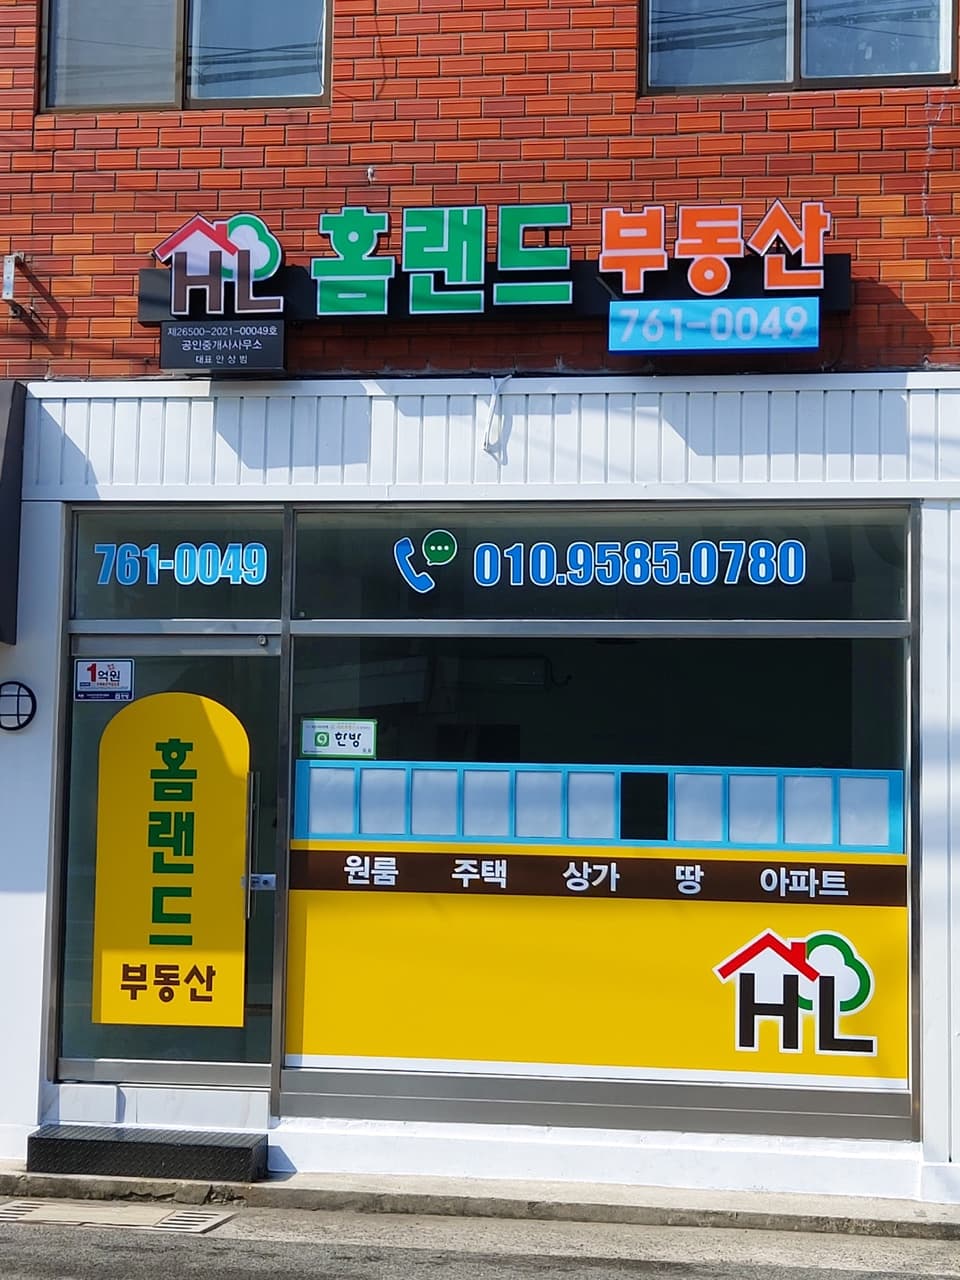 HL 홈랜드 부동산
제26500-2021-00049호
공인중개사사무소
대표 안상범
761-0049
761-0049
010.9585.0780
1억원
한방
홈랜드
부동산
원룸 주택 상가 땅 아파트
HL